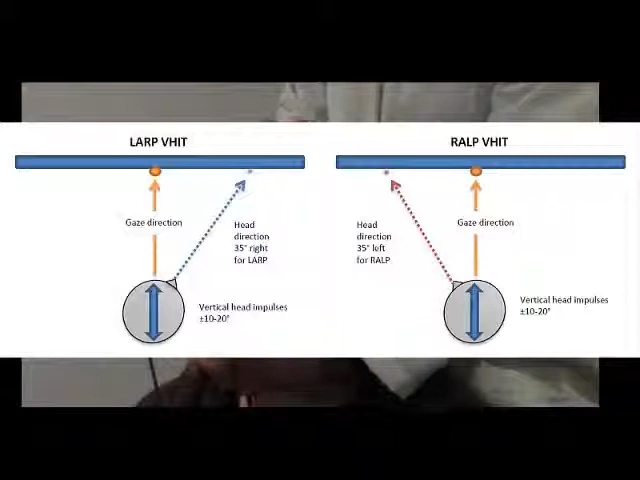 LARP VHIT
Gaze direction
Head
direction
35° right
for LARP
Vertical head impulses
±10-20°
RALP VHIT
Head
direction
35° left
for RALP
Gaze direction
Vertical head impulses
±10-20°